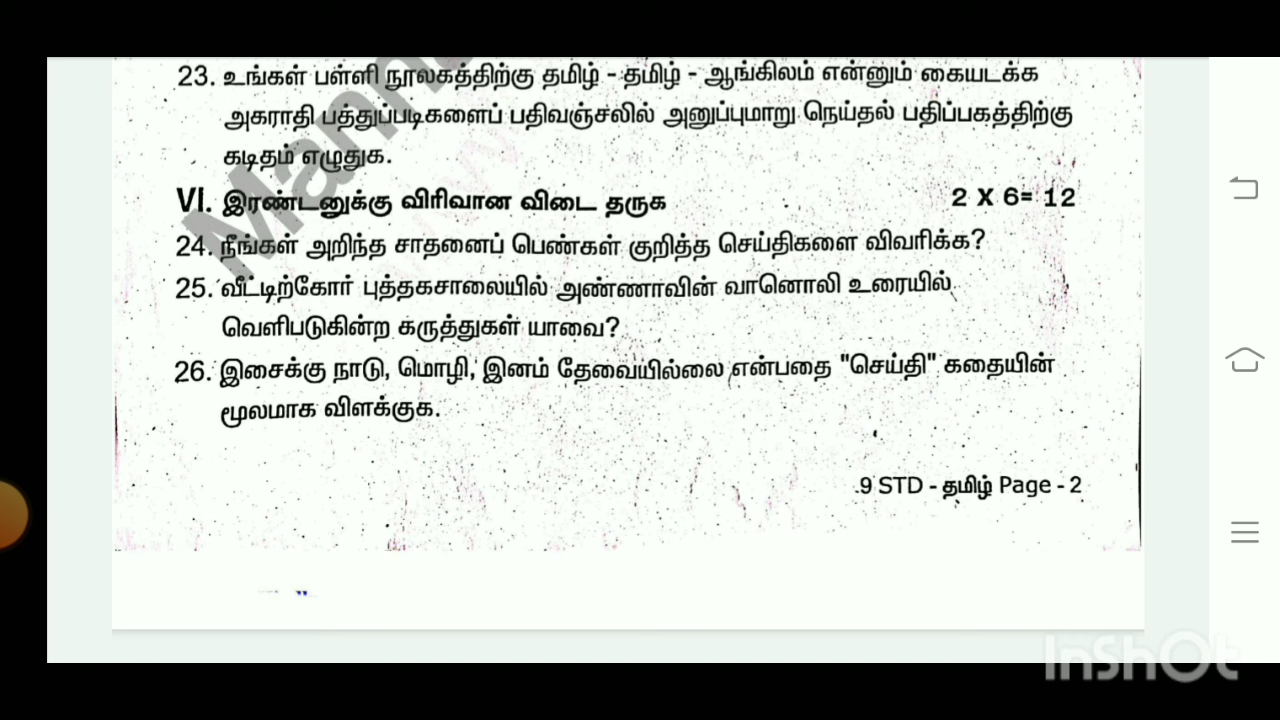 23. உங்கள் பள்ளி நூலகத்திற்கு தமிழ் - தமிழ் - ஆங்கிலம் என்னும் கையடக்க
அகராதி பத்துப்படிகளைப் பதிவஞ்சலில் அனுப்புமாறு நெய்தல் பதிப்பகத்திற்கு
கடிதம் எழுதுக.
VI. இரண்டனுக்கு விரிவான விடை தருக 2 X 6= 12
24. நீங்கள் அறிந்த சாதனைப் பெண்கள் குறித்த செய்திகளை விவரிக்க?
25. வீட்டிற்கோர் புத்தகசாலையில் அண்ணாவின் வானொலி உரையில்
வெளிபடுகின்ற கருத்துகள் யாவை?
26. இசைக்கு நாடு, மொழி, இனம் தேவையில்லை என்பதை "செய்தி" கதையின்
மூலமாக விளக்குக.
.9 STD - தமிழ் Page - 2
InShOt